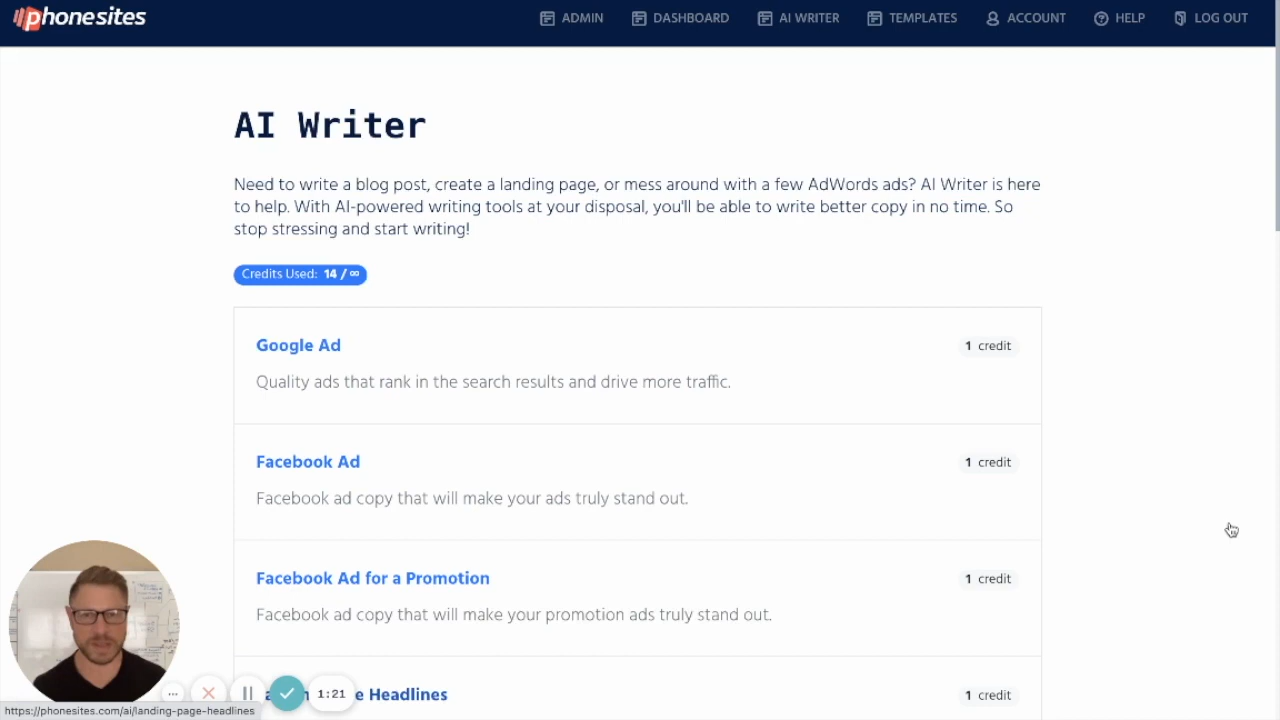 phonesites
ADMIN
DASHBOARD
AI WRITER
TEMPLATES
ACCOUNT
HELP
LOG OUT
AI Writer
Need to write a blog post, create a landing page, or mess around with a few AdWords ads? AI Writer is here
to help. With AI-powered writing tools at your disposal, you'll be able to write better copy in no time. So
stop stressing and start writing!
Credits Used: 14 / ∞
Google Ad
1 credit
Quality ads that rank in the search results and drive more traffic.
Facebook Ad
1 credit
Facebook ad copy that will make your ads truly stand out.
Facebook Ad for a Promotion
1 credit
Facebook ad copy that will make your promotion ads truly stand out.
Headlines
1 credit
1:21
https://phonesites.com/ai/landing-page-headlines